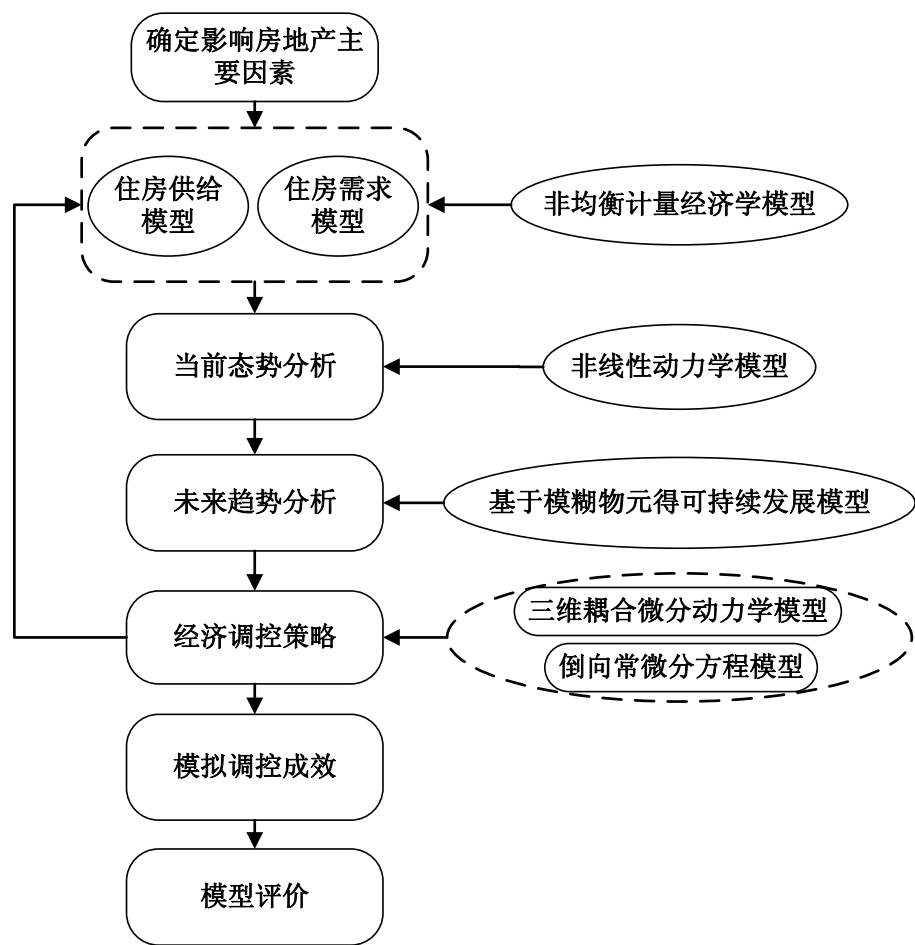 确定影响房地产主
要因素
住房供给
模型
住房需求
模型
非均衡计量经济学模型
当前态势分析
非线性动力学模型
未来趋势分析
基于模糊物元得可持续发展模型
三维耦合微分动力学模型
经济调控策略
倒向常微分方程模型
模拟调控成效
模型评价